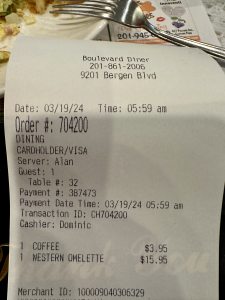 201-945-
Boulevard Diner
201-861-2006
9201 Bergen Blvd
Date: 03/19/24 Time: 05:59 am
Order #: 704200
DINING
CARDHOLDER/VISA
Server: Alan
Guest: 1
Table #: 32
Payment #: 387473
Payment Date Time: 03/19/24 05:59 am
Transaction ID: CH704200
Cashier: Dominic
1 COFFEE $3.95
1 WESTERN OMELETTE $15.95
Merchant ID: 100009040306329